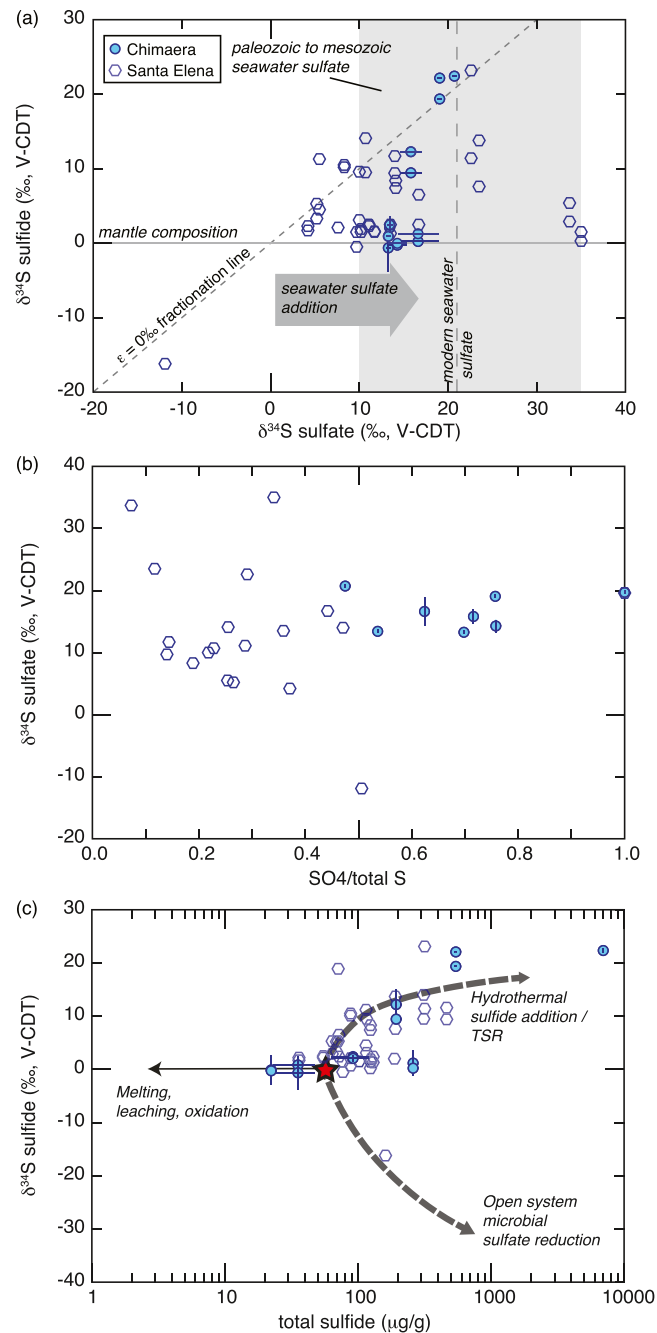 (a)
30
20
10
0
-10
-20
δ³⁴S sulfide (‰, V-CDT)
Chimaera
Santa Elena
paleozoic to mesozoic
seawater sulfate
mantle composition
ε = 0‰ fractionation line
seawater sulfate
addition
modern seawater
sulfate
-20
-10
0
10
20
30
40
δ³⁴S sulfate (‰, V-CDT)
(b)
40
30
20
10
0
-10
-20
δ³⁴S sulfate (‰, V-CDT)
0.0
0.2
0.4
0.6
0.8
1.0
SO4/total S
(c)
30
20
10
0
-10
-20
-30
-40
δ³⁴S sulfide (‰, V-CDT)
Hydrothermal
sulfide addition /
TSR
Melting,
leaching, oxidation
Open system
microbial
sulfate reduction
1
10
100
1000
10000
total sulfide (μg/g)